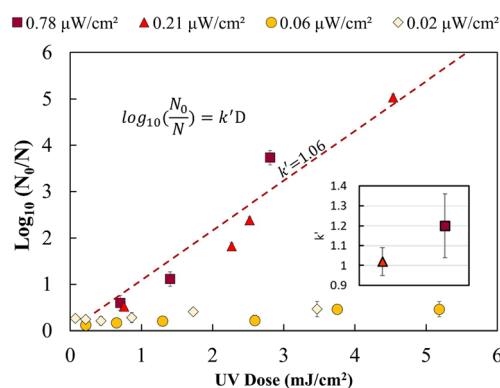 0.78 µW/cm² 0.21 µW/cm² 0.06 µW/cm² 0.02 µW/cm²
6
5
4
3
2
1
0
Log₁₀ (N₀/N)
log₁₀(N₀/N) = k′D
k′=1.06
1.4
1.3
1.2
1.1
1
0.9
k′
0 1 2 3 4 5 6
UV Dose (mJ/cm²)